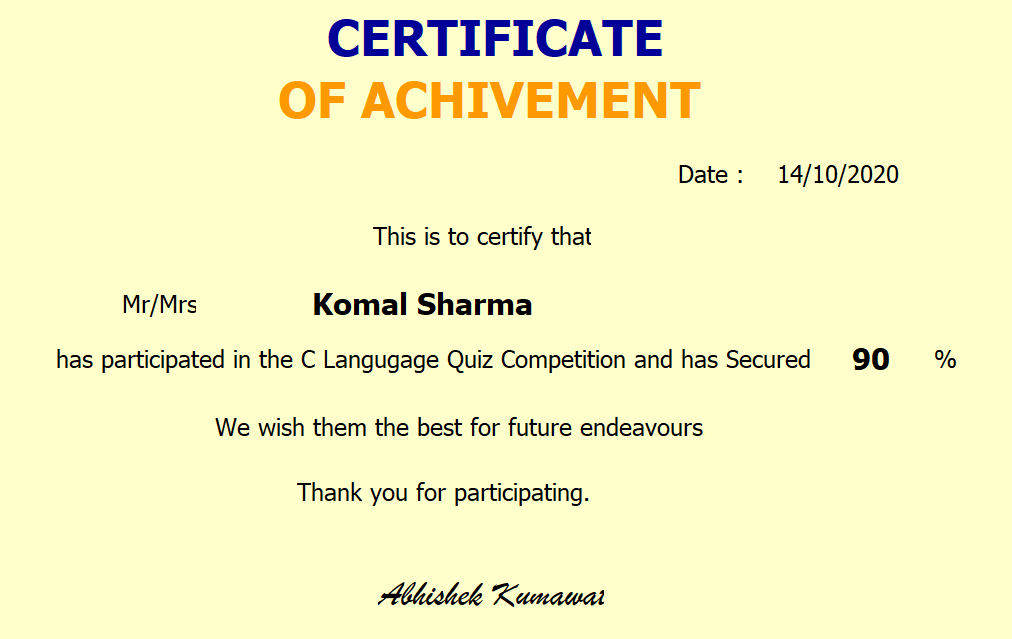 CERTIFICATE
OF ACHIVEMENT
Date : 14/10/2020
This is to certify that
Mr/Mrs Komal Sharma
has participated in the C Langugage Quiz Competition and has Secured 90 %
We wish them the best for future endeavours
Thank you for participating.
Abhishek Kumawat